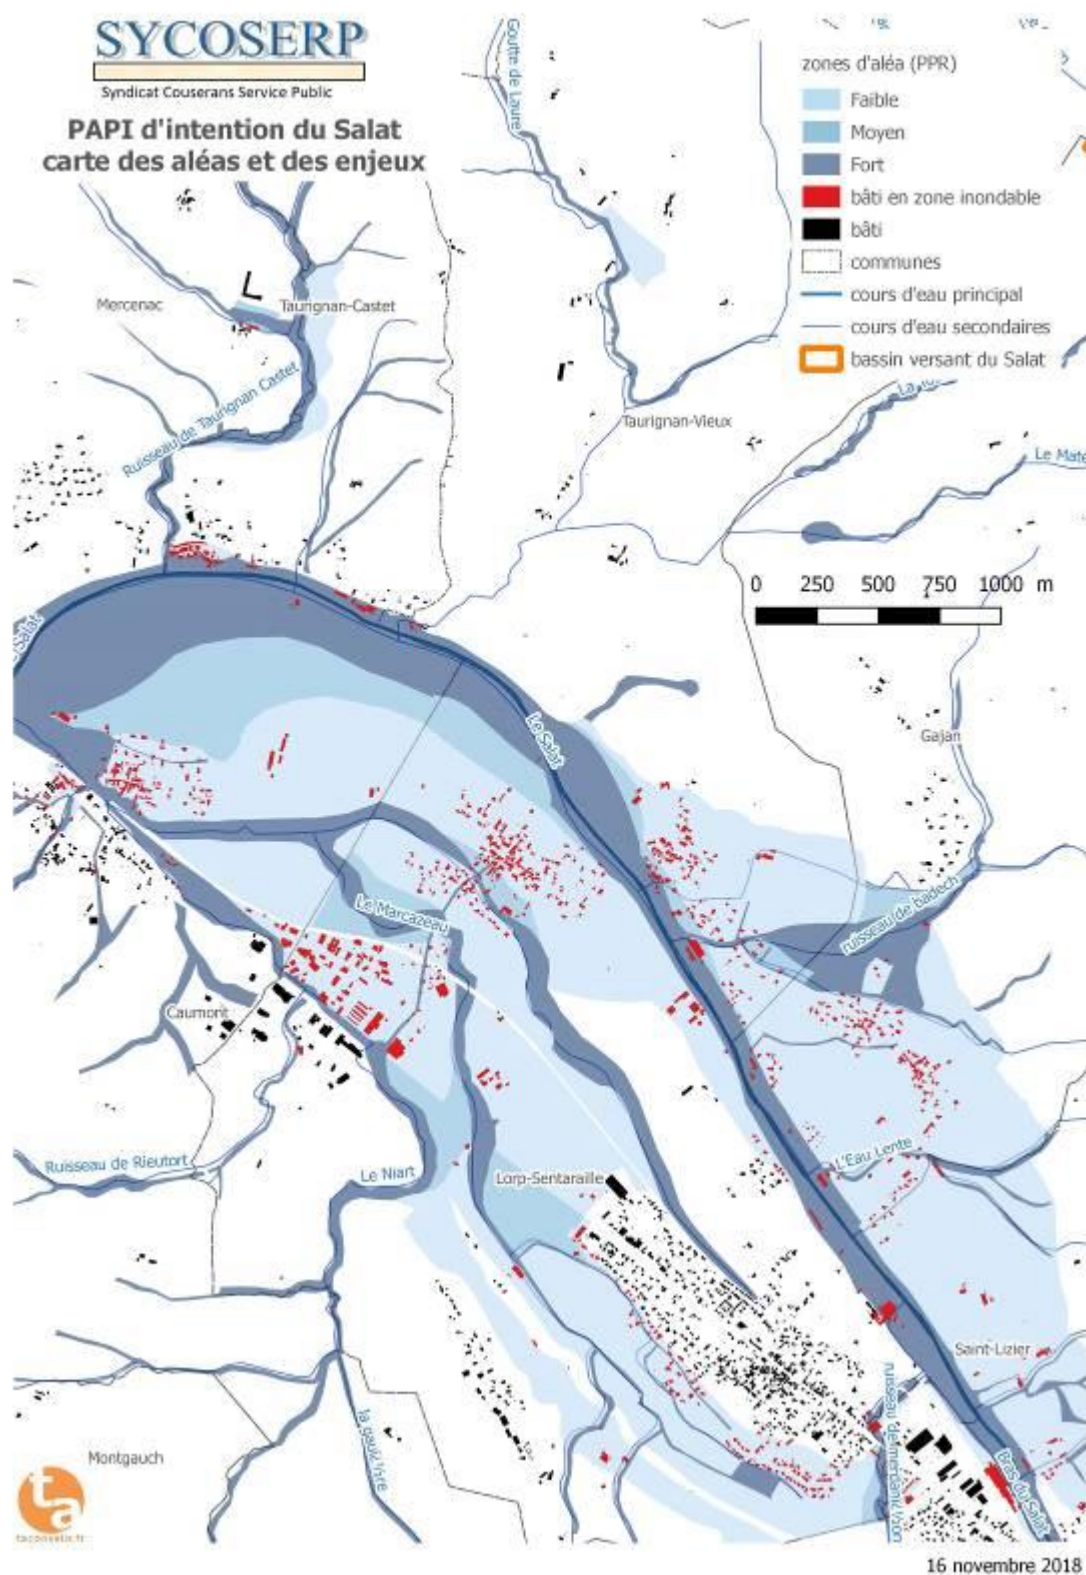 SYCOSERP
Syndicat Couserans Service Public
PAPI d'intention du Salat
carte des aléas et des enjeux
zones d'aléa (PPR)
Faible
Moyen
Fort
bâti en zone inondable
bâti
communes
cours d'eau principal
cours d'eau secondaires
bassin versant du Salat
Goutte de Laure
Mercenac
Taurignan-Castet
Ruisseau de Taurignan Castet
Taurignan-Vieux
Le Mate
0 250 500 750 1000 m
Salat
Le Salat
Gajan
ruisseau de badech
Le Marcazeau
Caumont
L'Eau Lente
Ruisseau de Rieutort
Le Niart
Lorp-Sentaraille
Saint-Lizier
Bras du Salat
Montgauch
ta
16 novembre 2018